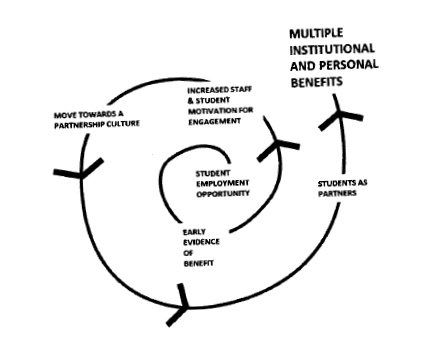 MULTIPLE
INSTITUTIONAL
AND PERSONAL
BENEFITS
INCREASED STAFF
& STUDENT
MOTIVATION FOR
ENGAGEMENT
MOVE TOWARDS A
PARTNERSHIP CULTURE
STUDENT
EMPLOYMENT
OPPORTUNITY
STUDENTS AS
PARTNERS
EARLY
EVIDENCE
OF
BENEFIT